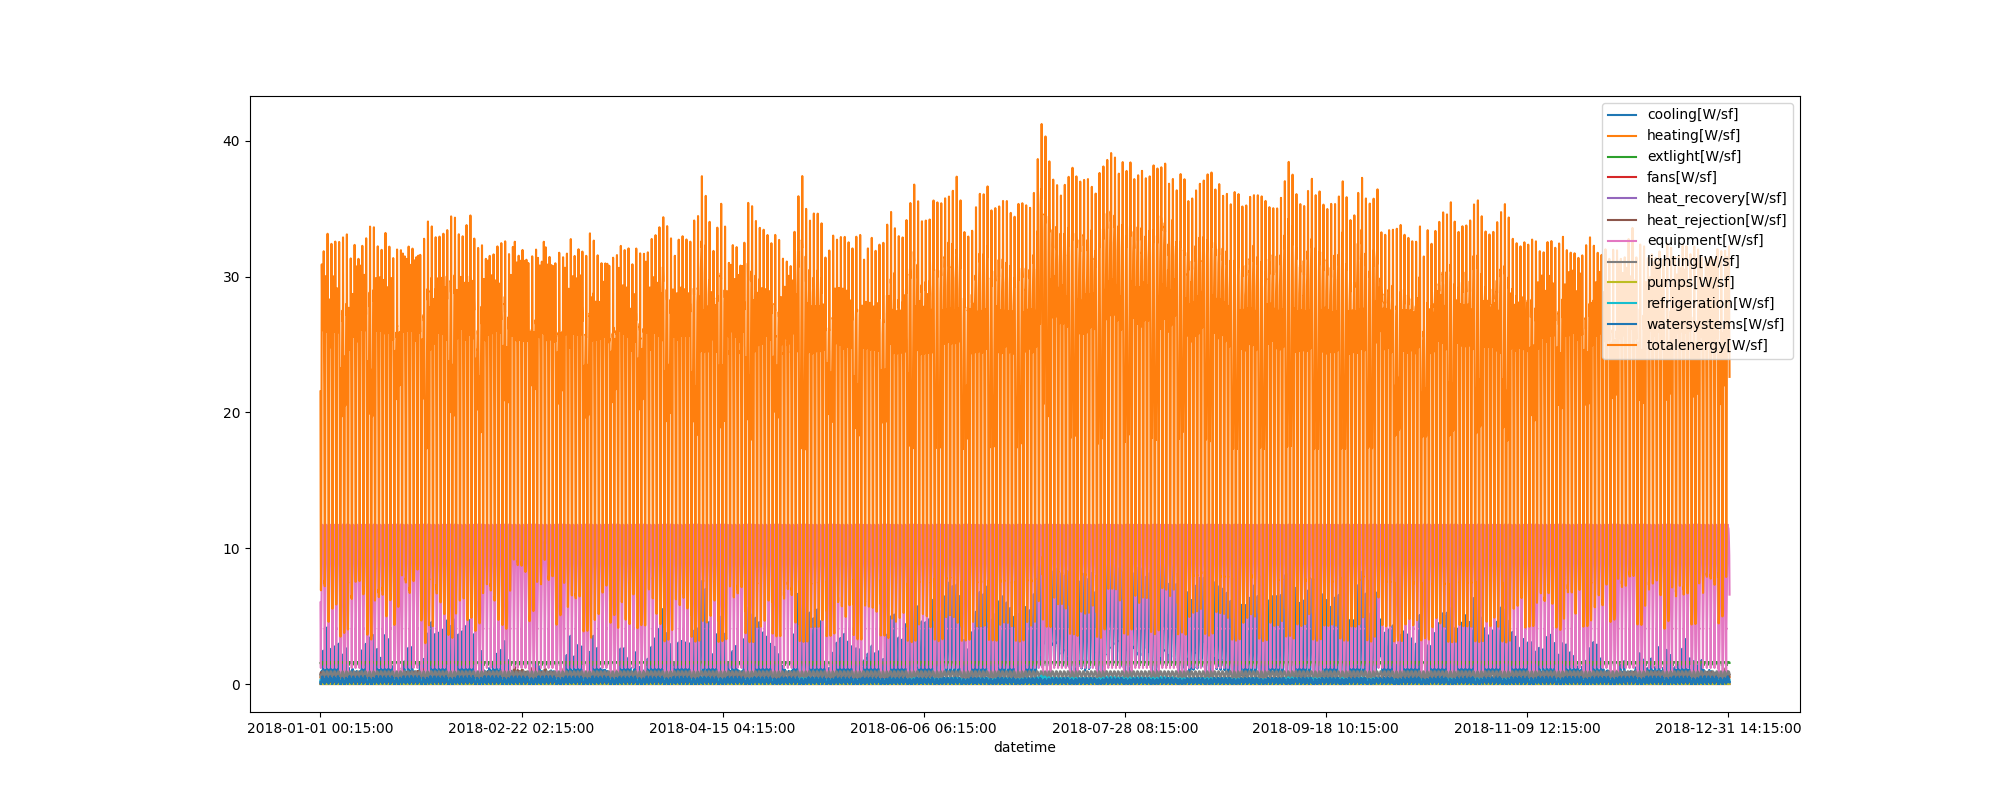 40
30
20
10
0
cooling[W/sf]
heating[W/sf]
extlight[W/sf]
fans[W/sf]
heat_recovery[W/sf]
heat_rejection[W/sf]
equipment[W/sf]
lighting[W/sf]
pumps[W/sf]
refrigeration[W/sf]
watersystems[W/sf]
totalenergy[W/sf]
2018-01-01 00:15:00 2018-02-22 02:15:00 2018-04-15 04:15:00 2018-06-06 06:15:00 2018-07-28 08:15:00 2018-09-18 10:15:00 2018-11-09 12:15:00 2018-12-31 14:15:00
datetime